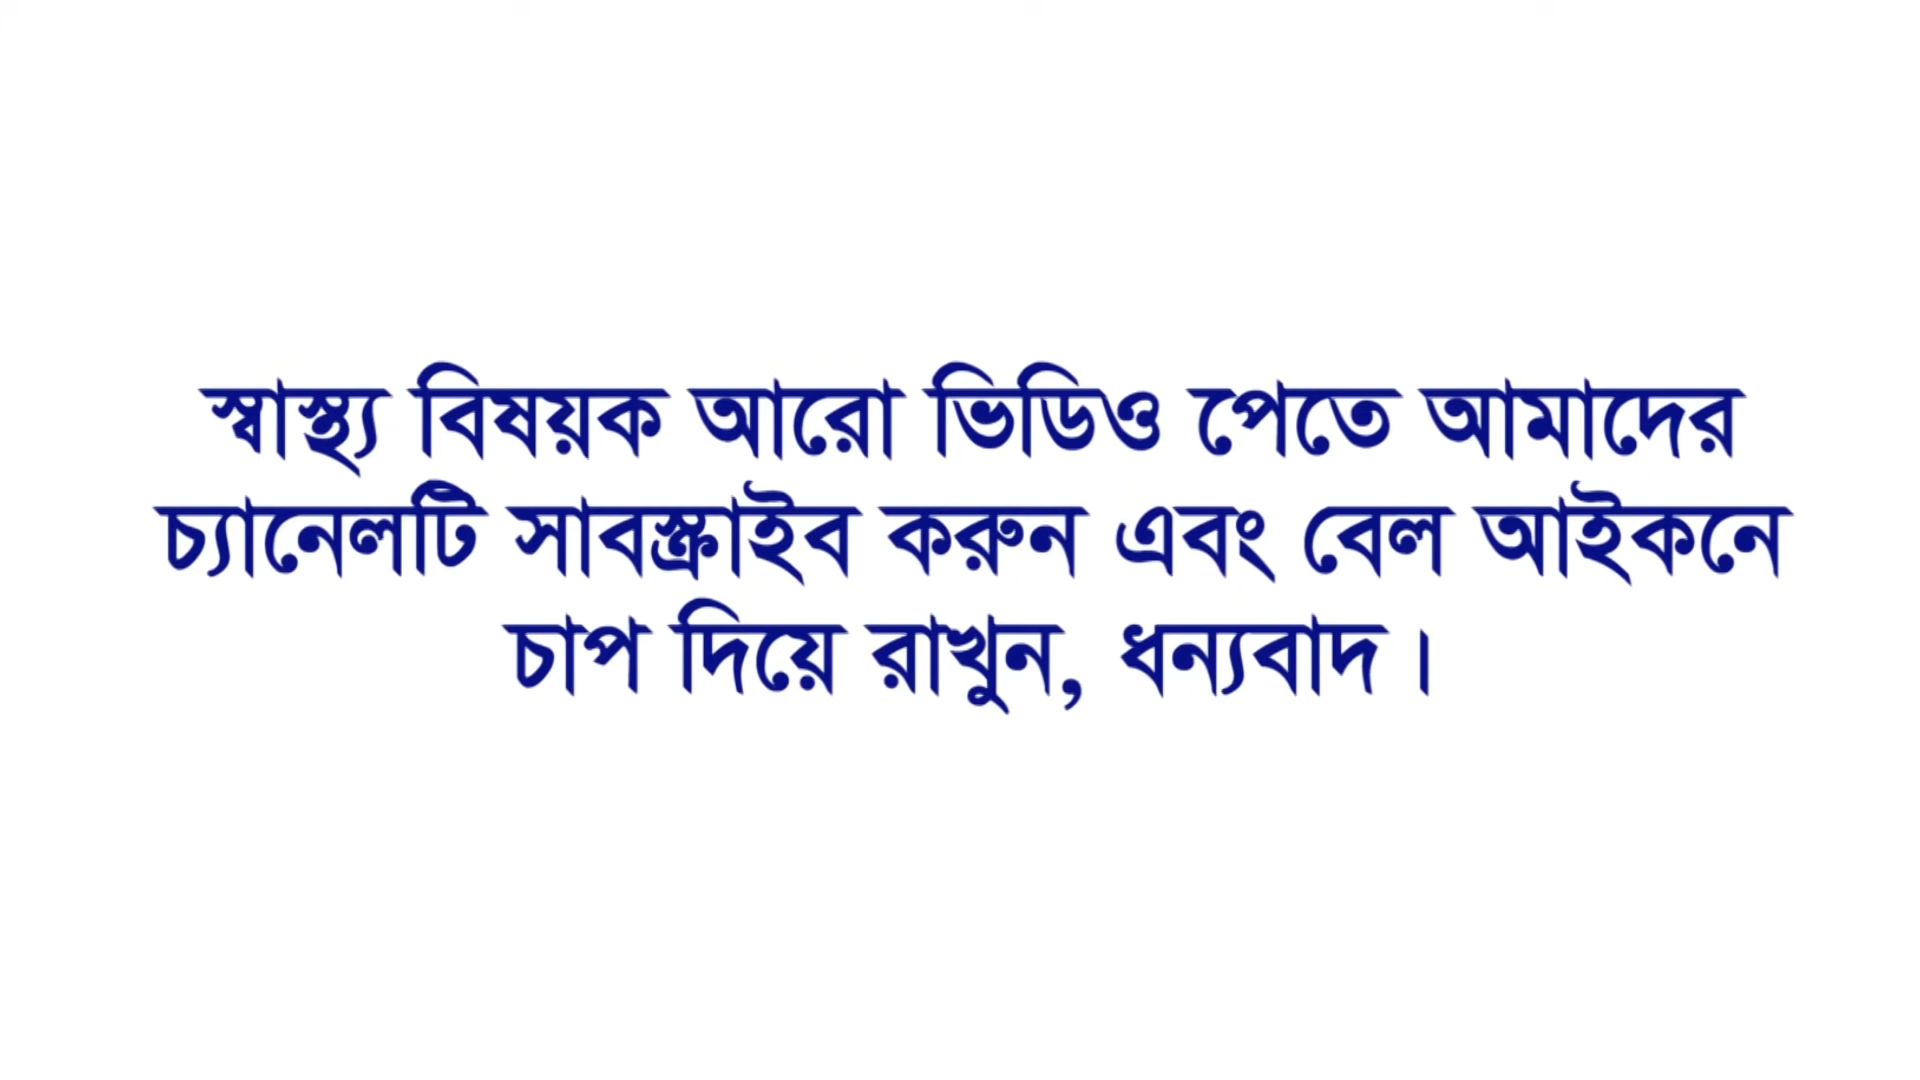 স্বাস্থ্য বিষয়ক আরো ভিডিও পেতে আমাদের
চ্যানেলটি সাবস্ক্রাইব করুন এবং বেল আইকনে
চাপ দিয়ে রাখুন, ধন্যবাদ।